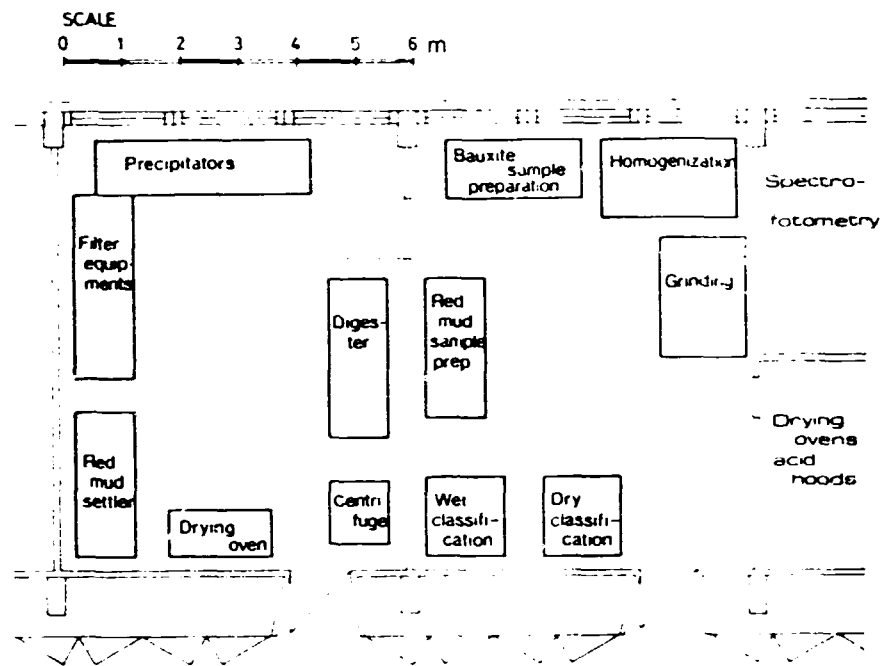 SCALE
0 1 2 3 4 5 6 m
Precipitators
Bauxite
sample
preparation
Homogenization
Spectro-
fotometry
Filter
equip-
ments
Grinding
Diges-
ter
Red
mud
sample
prep
Drying
ovens
acid
hoods
Red
mud
settler
Drying
oven
Centri
fuge
Wet
classifi-
cation
Dry
classifi-
cation